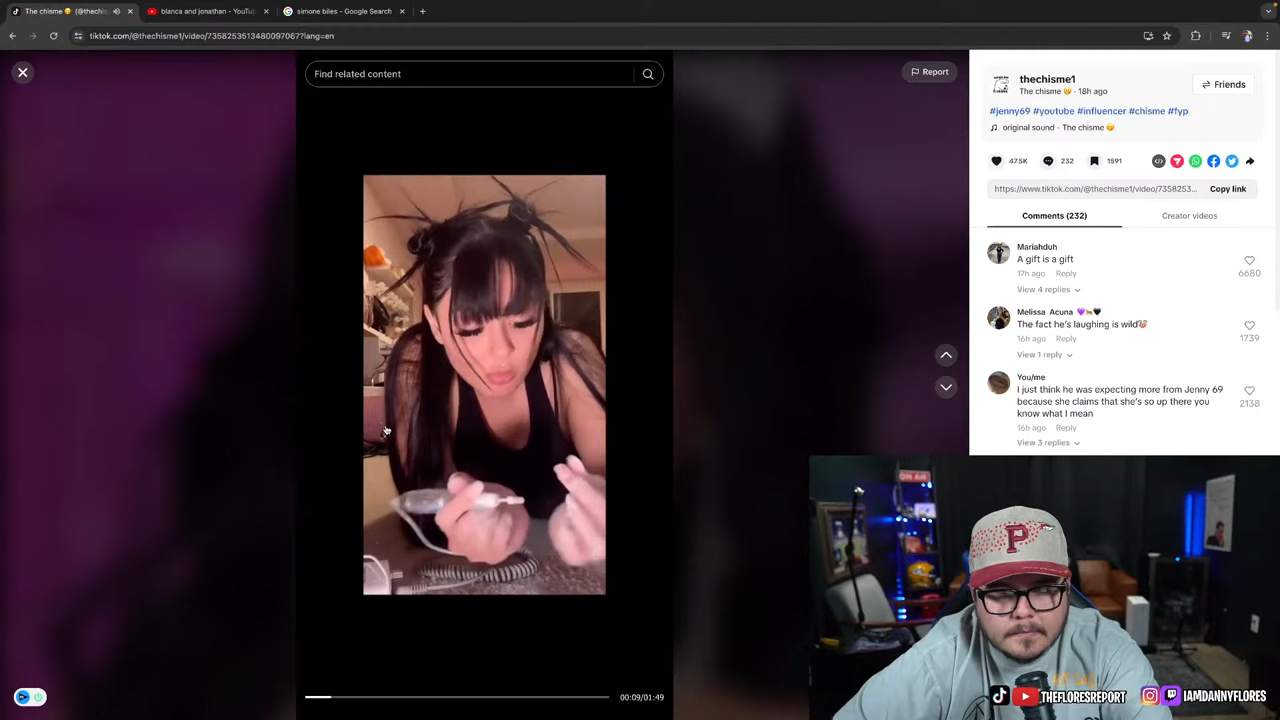 The chisme 😋 (@thechis
blanca and jonathan - YouTube
simone biles - Google Search
tiktok.com/@thechisme1/video/7358253513480097067?lang=en
Find related content
Report
00:09/01:49
thechisme1
The chisme 😋 · 18h ago
Friends
#jenny69 #youtube #influencer #chisme #fyp
original sound - The chisme 😋
47.5K
232
1591
https://www.tiktok.com/@thechisme1/video/7358253...
Copy link
Comments (232)
Creator videos
Mariahduh
A gift is a gift
17h ago Reply
6680
View 4 replies
Melissa Acuna
The fact he's laughing is wild
16h ago Reply
1739
View 1 reply
You/me
I just think he was expecting more from Jenny 69
because she claims that she's so up there you
know what I mean
16h ago Reply
2138
View 3 replies
ON AIR
P
THEFLORESREPORT
IAMDANNYFLORES